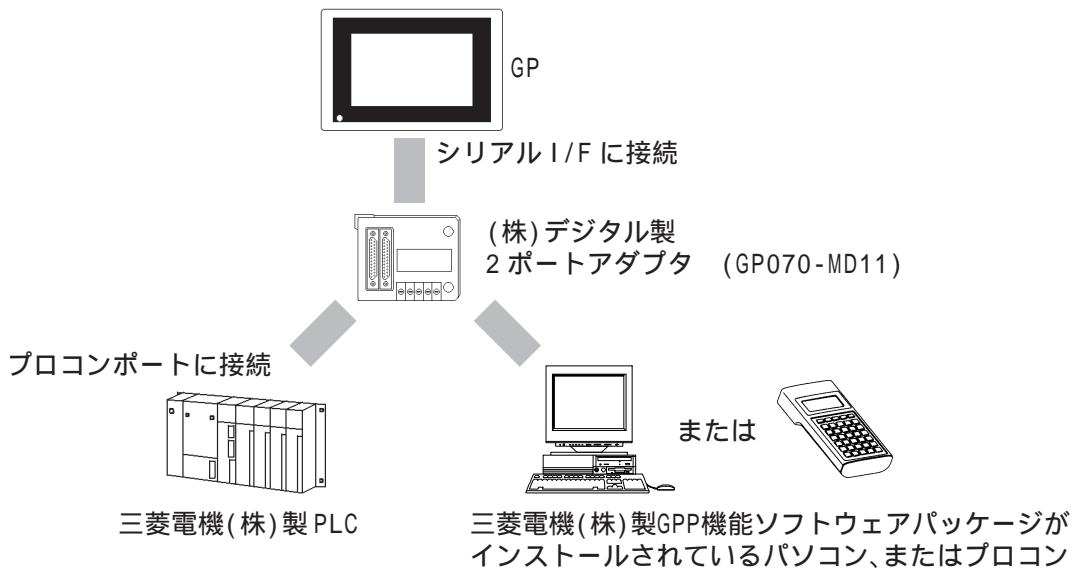 GP
シリアルI/Fに接続
(株)デジタル製
2ポートアダプタ (GP070-MD11)
プロコンポートに接続
または
三菱電機(株)製PLC
三菱電機(株)製GPP機能ソフトウェアパッケージが
インストールされているパソコン、またはプロコン